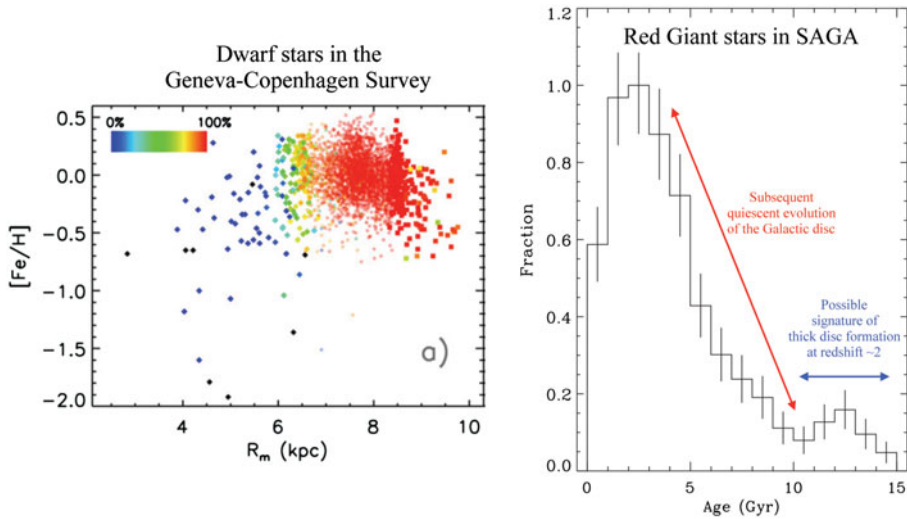 Dwarf stars in the
Geneva-Copenhagen Survey
0% 100%
0.5
0.0
-0.5
-1.0
-1.5
-2.0
[Fe/H]
a)
4 6 8 10
R_m (kpc)
Red Giant stars in SAGA
1.0
0.8
0.6
0.4
0.2
0.0
Fraction
Subsequent
quiescent evolution
of the Galactic disc
Possible
signature of
thick disc formation
at redshift ~2
0 5 10 15
Age (Gyr)